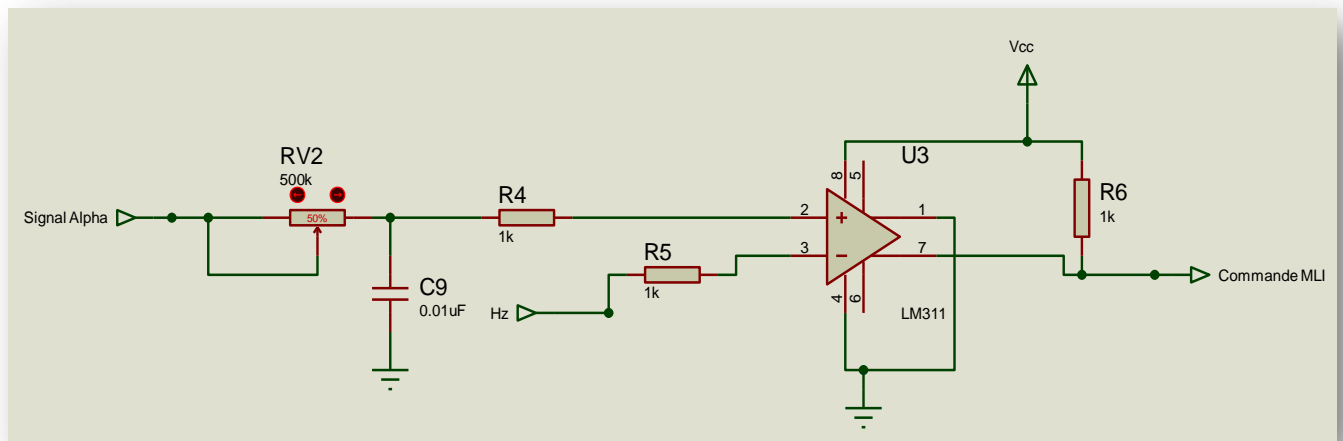 Vcc
RV2
500k
50%
Signal Alpha
R4
1k
C9
0.01uF
R5
1k
Hz
U3
8
5
2
3
1
7
4
6
LM311
R6
1k
Commande MLI